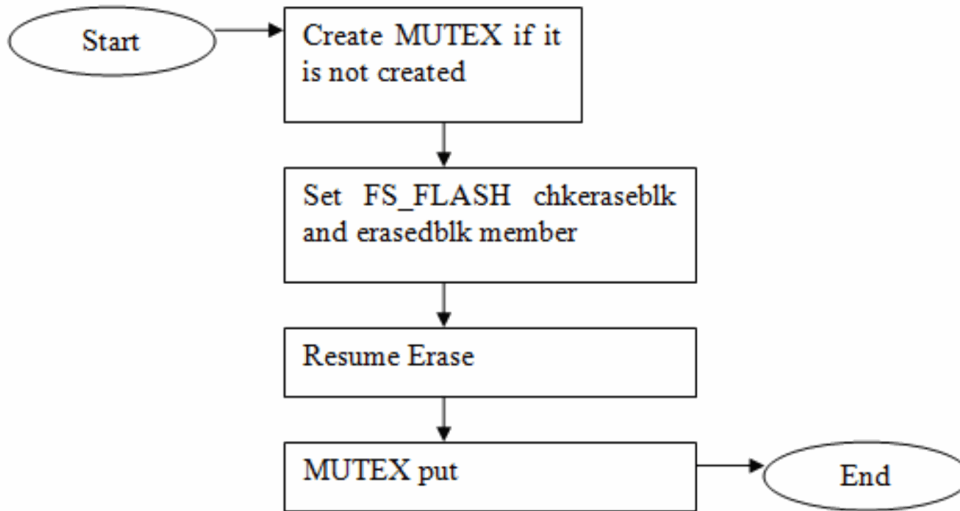 Start
Create MUTEX if it
is not created
Set FS_FLASH chkeraseblk
and erasedblk member
Resume Erase
MUTEX put
End